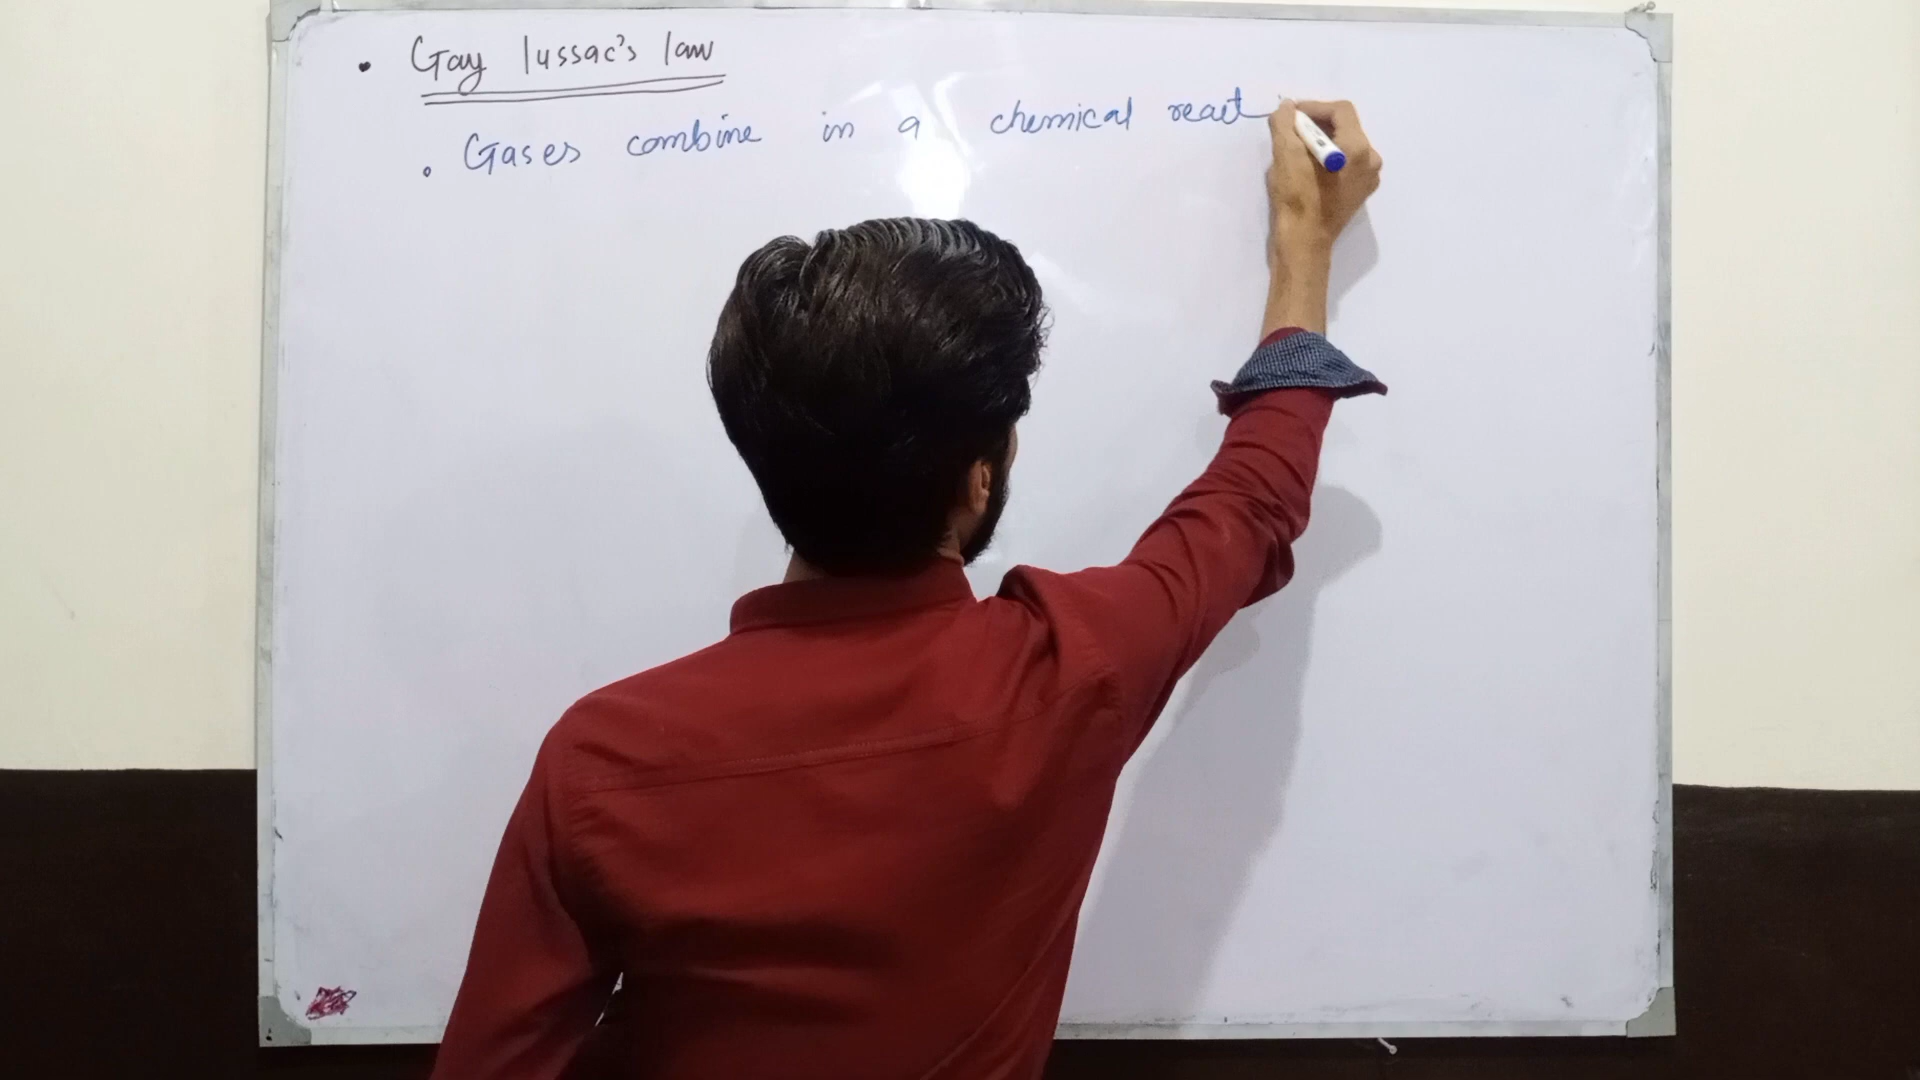 • Gay lussac's law
• Gases combine in a chemical react